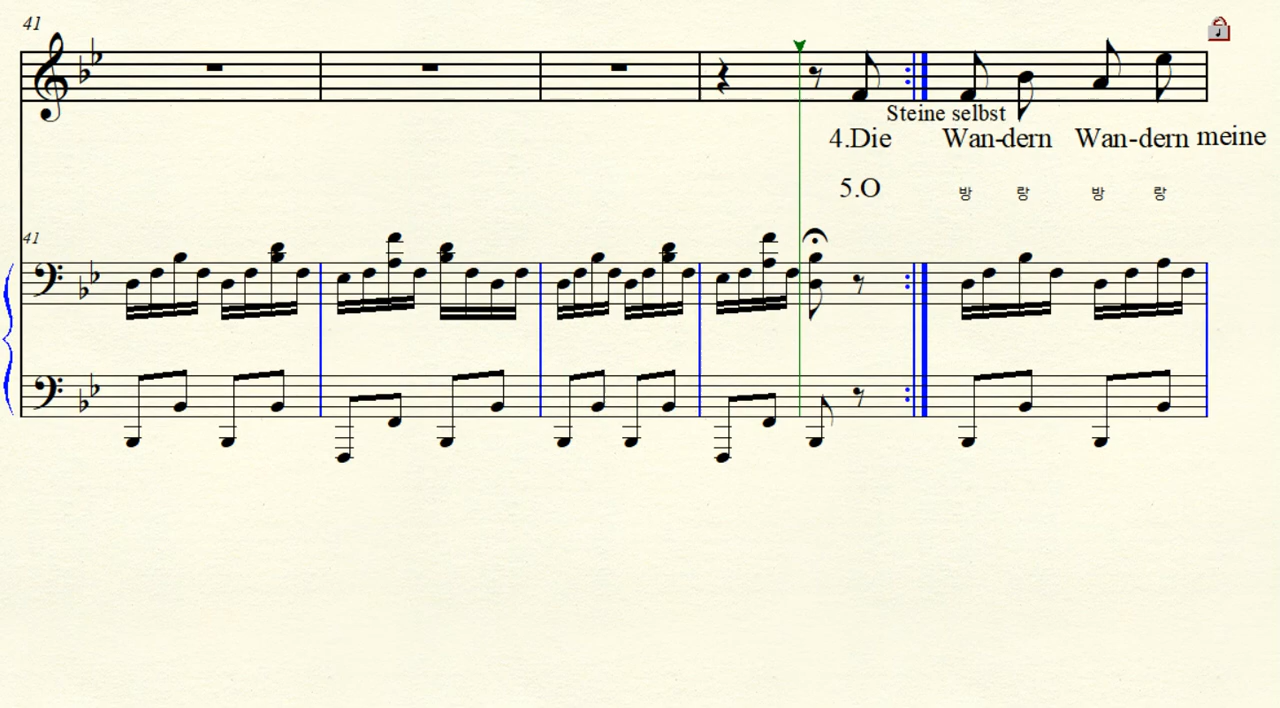 41
Steine selbst
4.Die Wan-dern Wan-dern meine
5.O 방 랑 방 랑
41